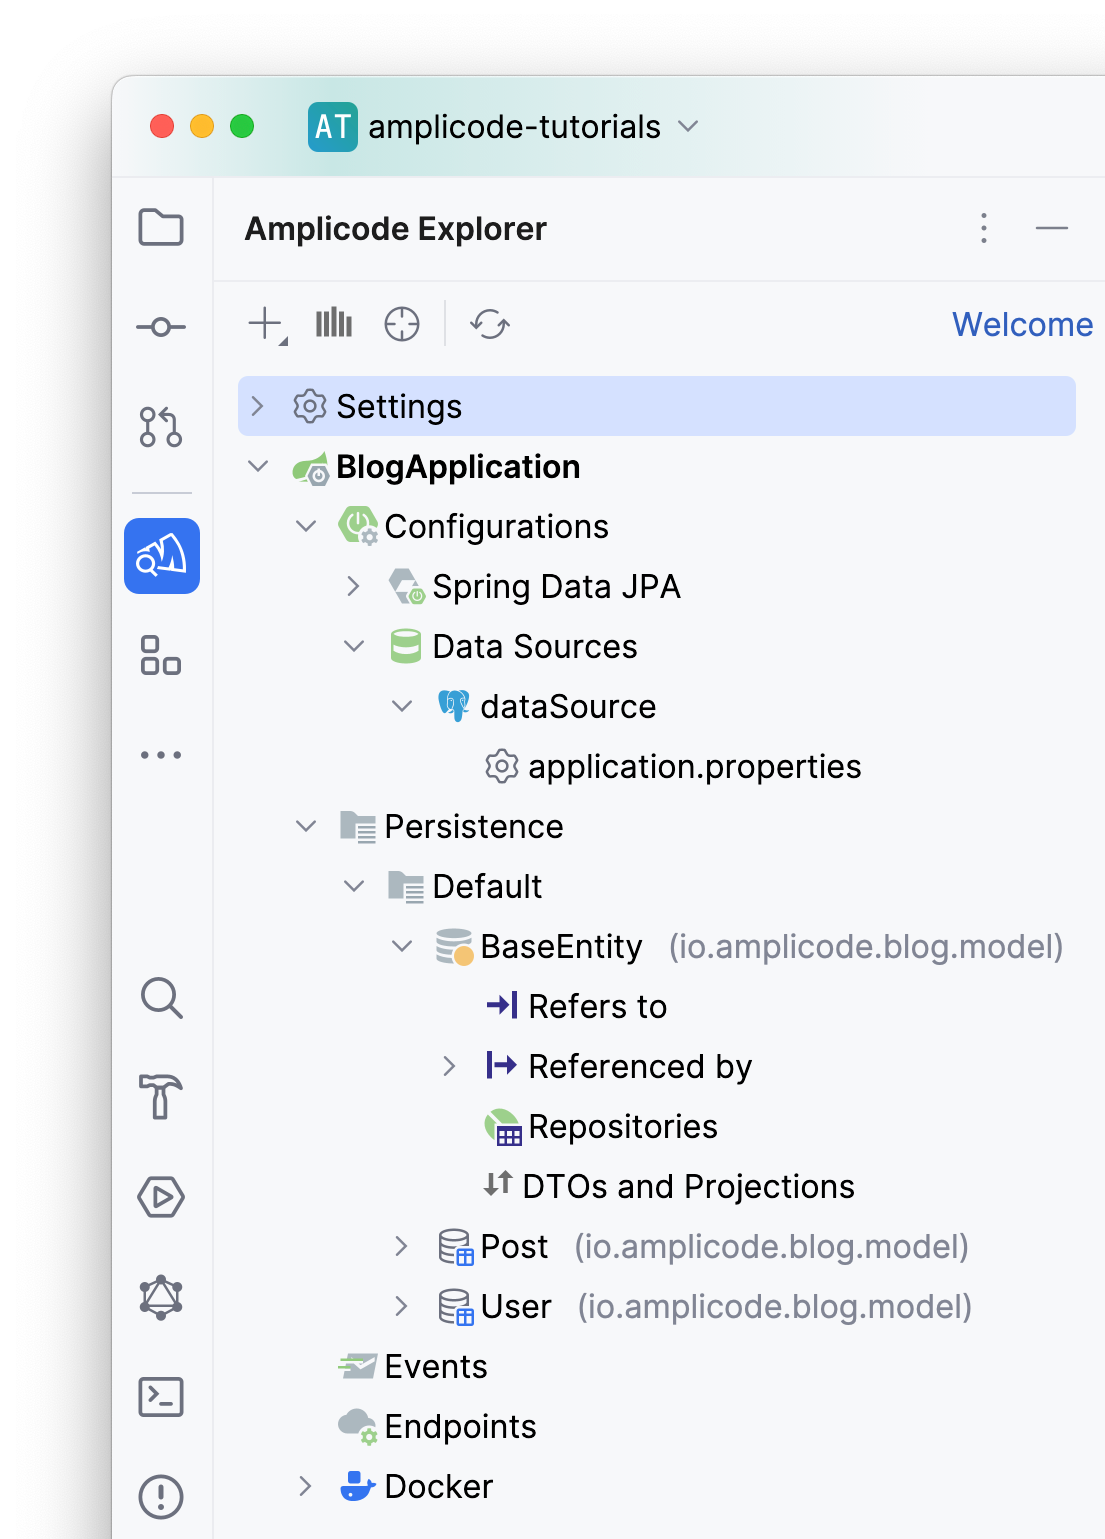 AT amplicode-tutorials
Amplicode Explorer
Welcome
Settings
BlogApplication
Configurations
Spring Data JPA
Data Sources
dataSource
application.properties
Persistence
Default
BaseEntity (io.amplicode.blog.model)
Refers to
Referenced by
Repositories
DTOs and Projections
Post (io.amplicode.blog.model)
User (io.amplicode.blog.model)
Events
Endpoints
Docker